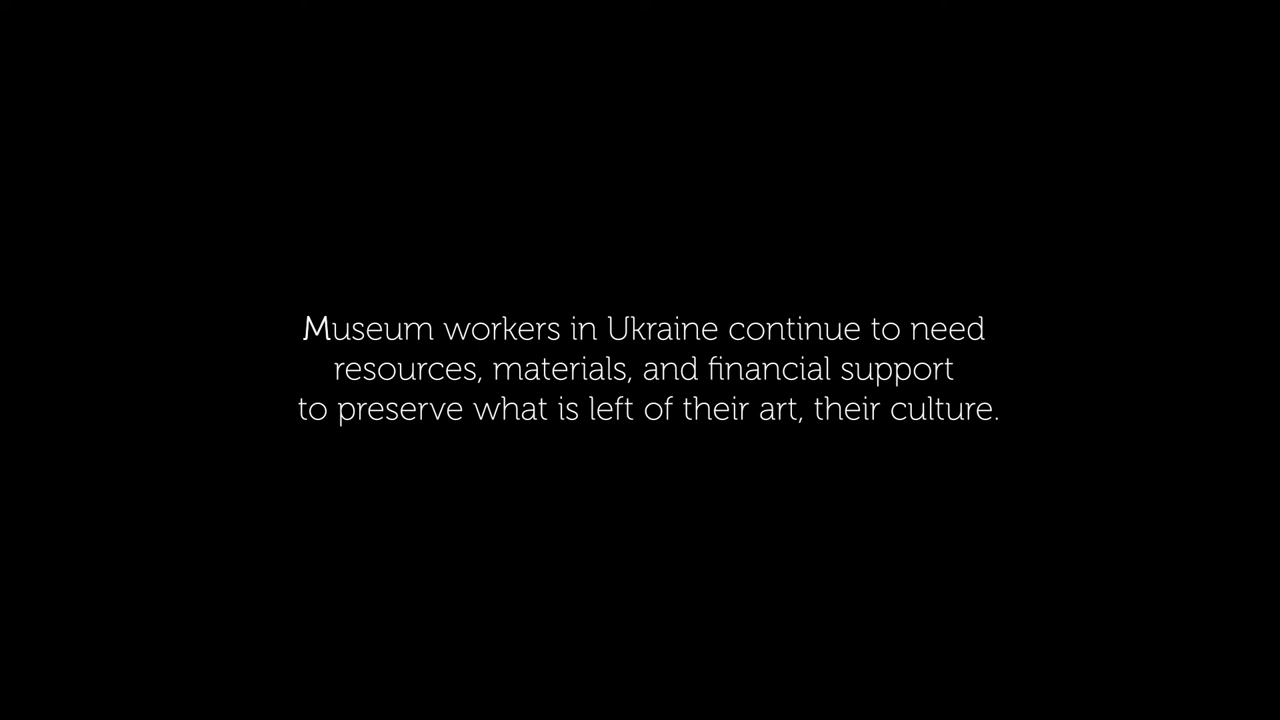 Museum workers in Ukraine continue to need
resources, materials, and financial support
to preserve what is left of their art, their culture.